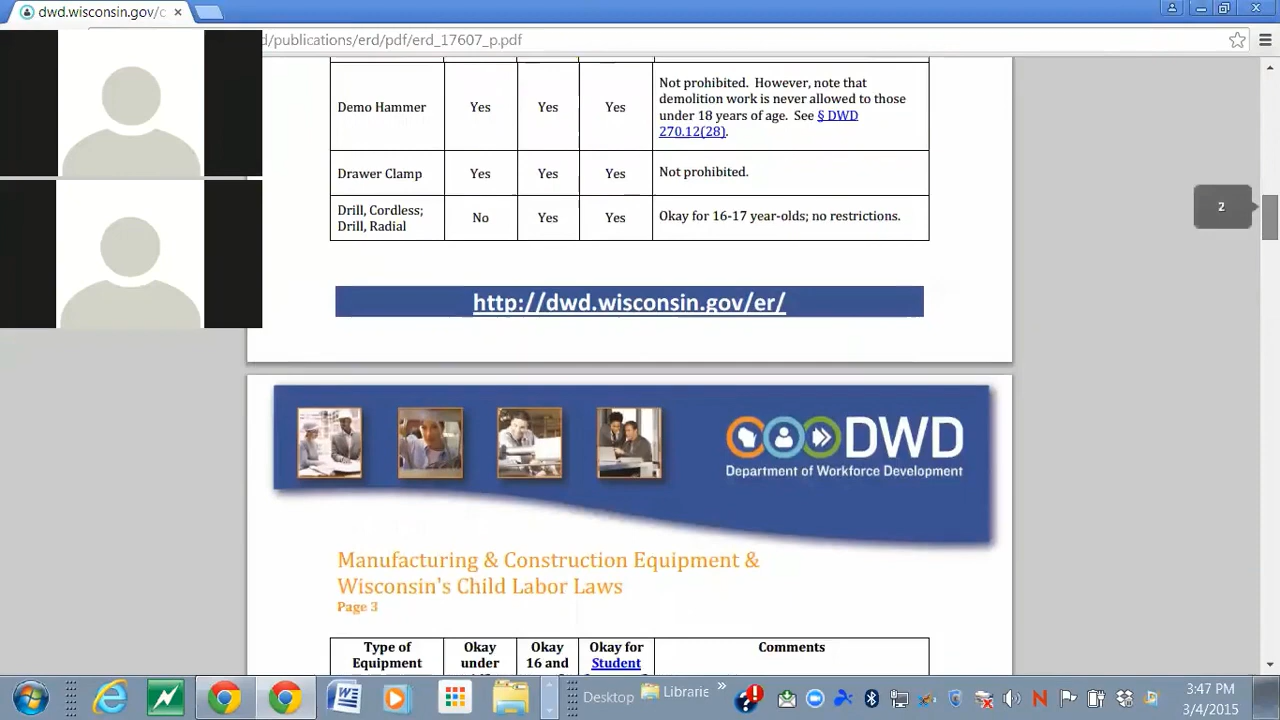 dwd.wisconsin.gov/c
d/publications/erd/pdf/erd_17607_p.pdf
Demo Hammer Yes Yes Yes
Not prohibited. However, note that
demolition work is never allowed to those
under 18 years of age. See § DWD
270.12(28).
Drawer Clamp Yes Yes Yes Not prohibited.
Drill, Cordless;
Drill, Radial
No Yes Yes Okay for 16-17 year-olds; no restrictions.
2
http://dwd.wisconsin.gov/er/
DWD
Department of Workforce Development
Manufacturing & Construction Equipment &
Wisconsin's Child Labor Laws
Page 3
Type of
Equipment
Okay
under
Okay
16 and
Okay for
Student
Comments
Desktop
Librarie
3:47 PM
3/4/2015